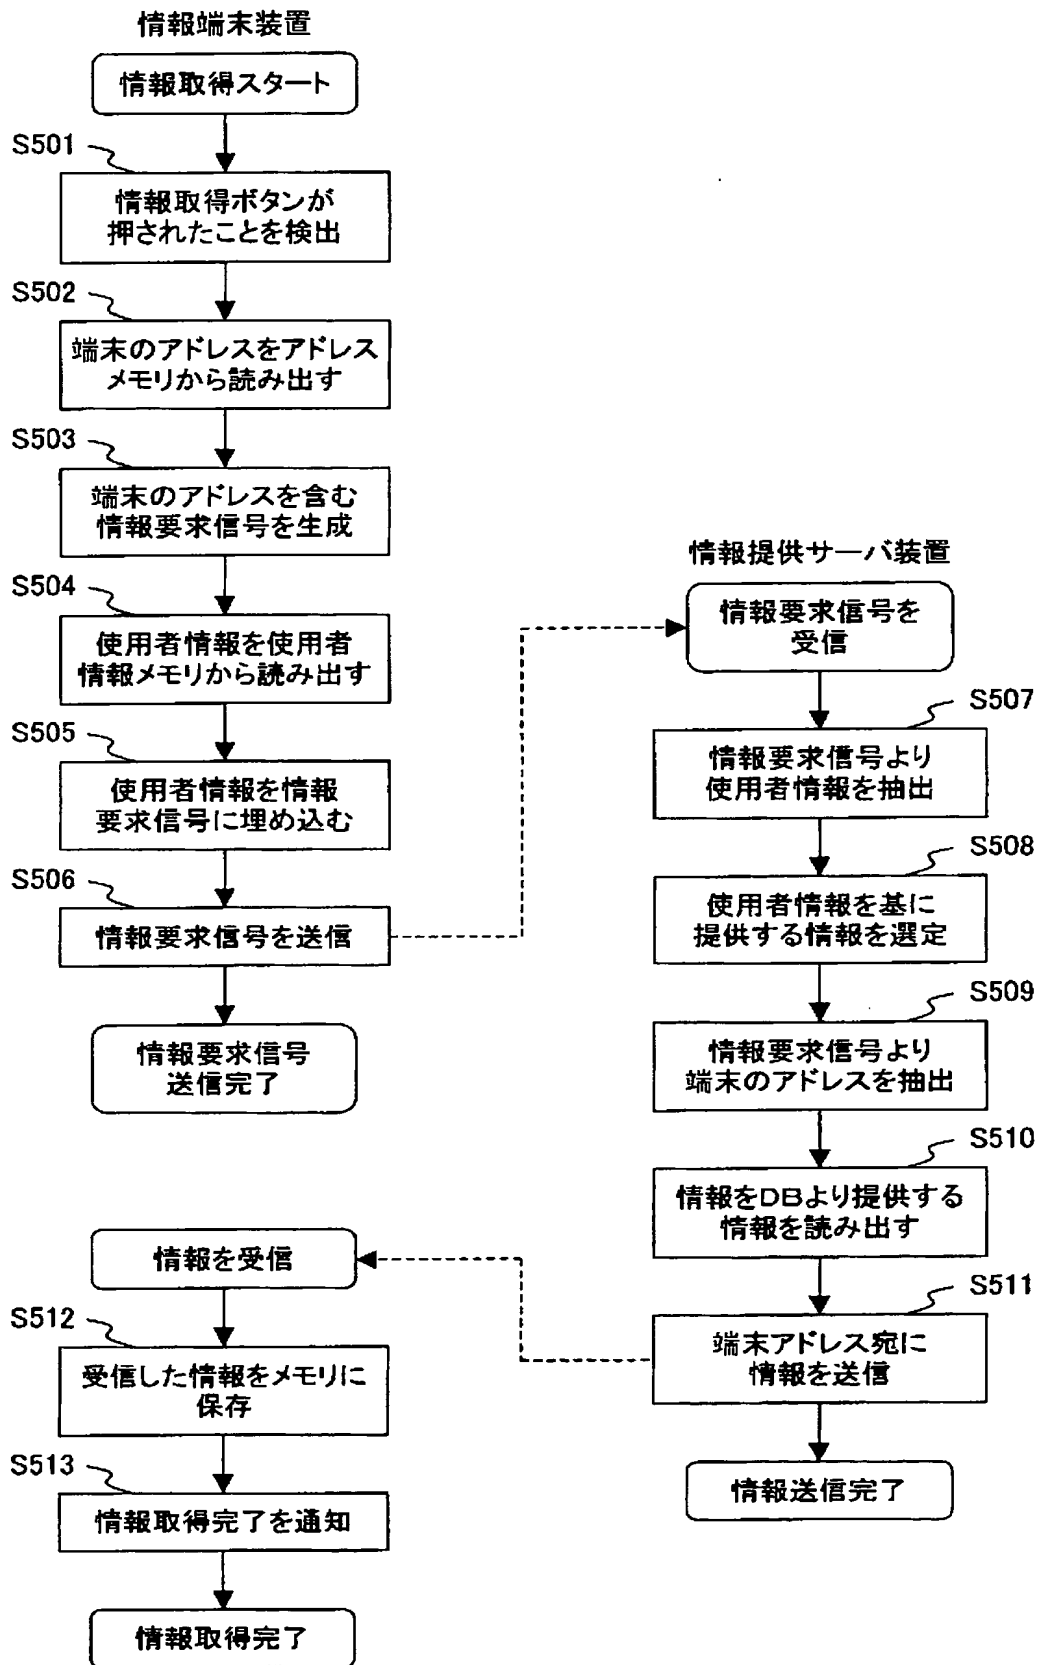 情報端末装置
情報取得スタート
S501
情報取得ボタンが
押されたことを検出
S502
端末のアドレスをアドレス
メモリから読み出す
S503
端末のアドレスを含む
情報要求信号を生成
S504
使用者情報を使用者
情報メモリから読み出す
S505
使用者情報を情報
要求信号に埋め込む
S506
情報要求信号を送信
情報要求信号
送信完了
情報提供サーバ装置
情報要求信号を
受信
S507
情報要求信号より
使用者情報を抽出
S508
使用者情報を基に
提供する情報を選定
S509
情報要求信号より
端末のアドレスを抽出
S510
情報をDBより提供する
情報を読み出す
S511
端末アドレス宛に
情報を送信
情報送信完了
情報を受信
S512
受信した情報をメモリに
保存
S513
情報取得完了を通知
情報取得完了